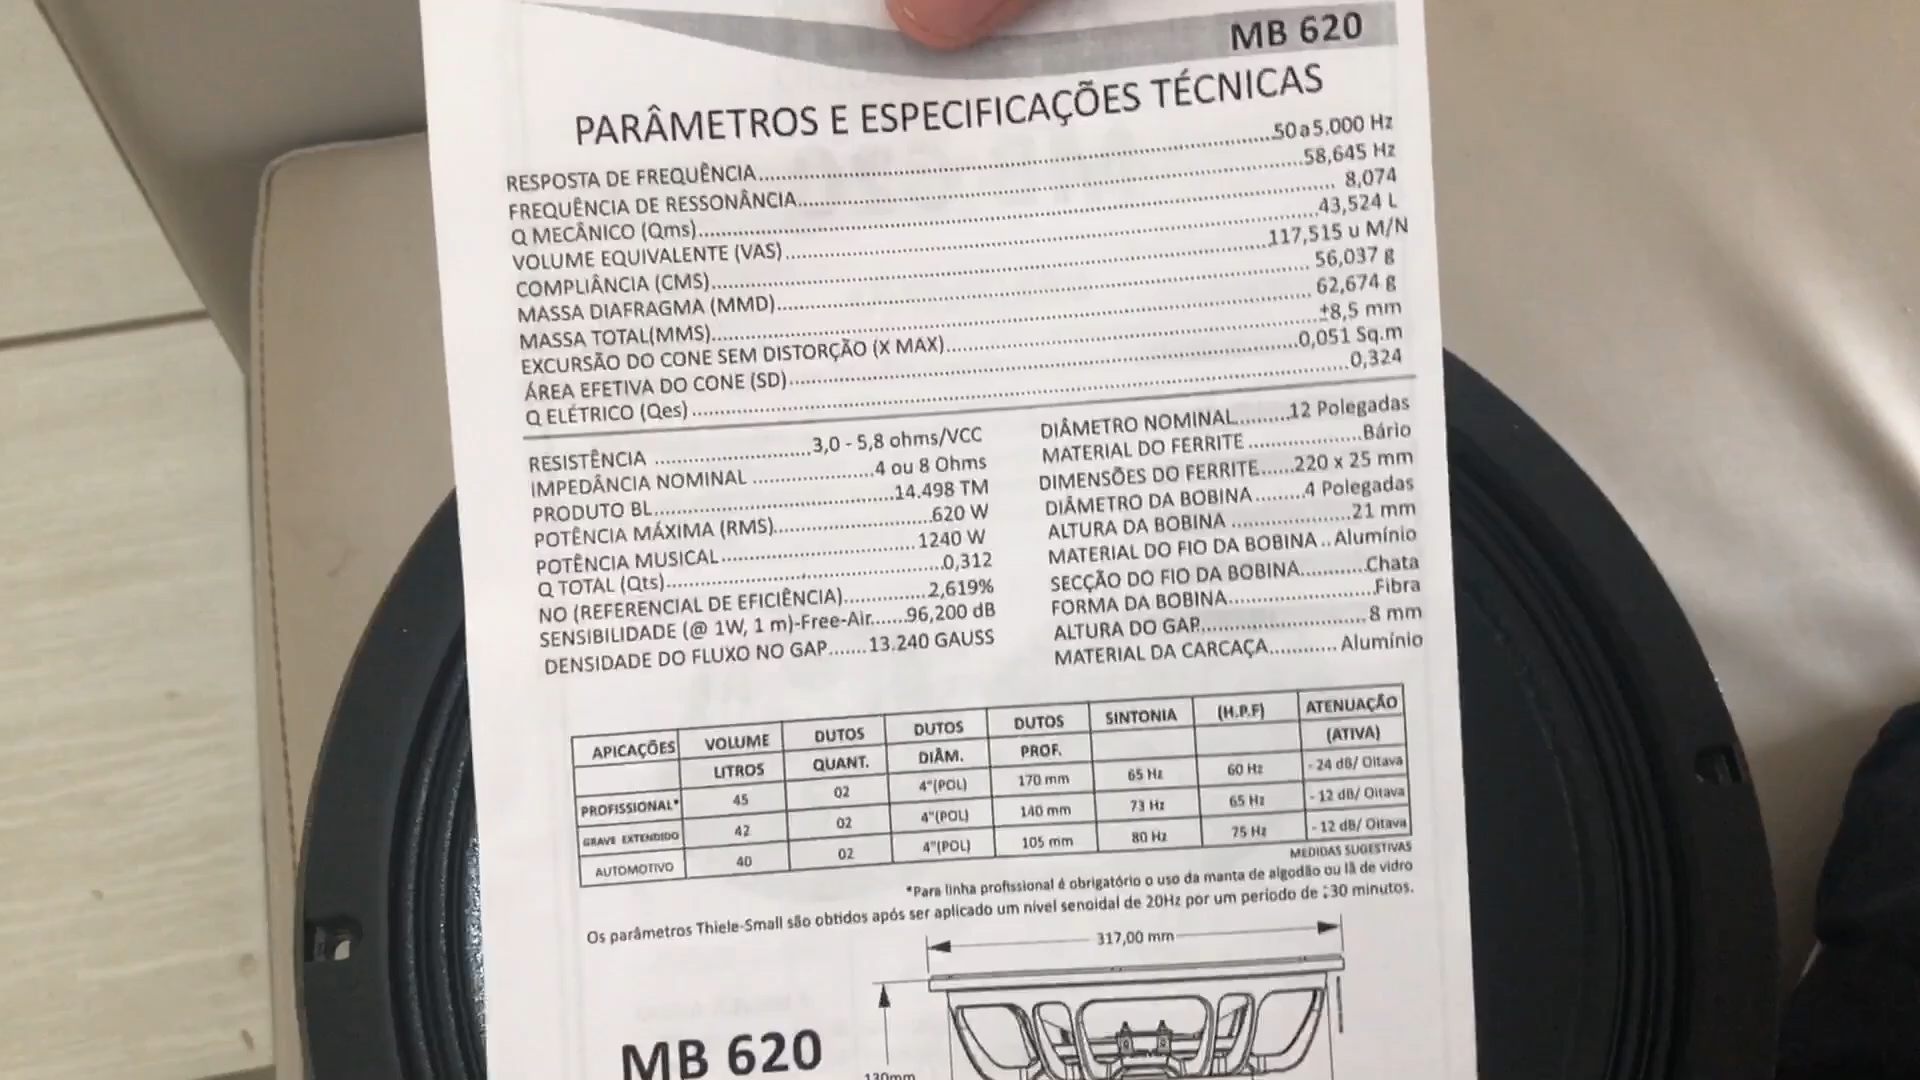 MB 620
PARÂMETROS E ESPECIFICAÇÕES TÉCNICAS
RESPOSTA DE FREQUÊNCIA..........50 a 5.000 Hz
FREQUÊNCIA DE RESSONÂNCIA..........58,645 Hz
Q MECÂNICO (Qms)..........8,074
VOLUME EQUIVALENTE (VAS)..........43,524 L
COMPLIÂNCIA (CMS)..........117,515 u M/N
MASSA DIAFRAGMA (MMD)..........56,037 g
MASSA TOTAL(MMS)..........62,674 g
EXCURSÃO DO CONE SEM DISTORÇÃO (X MAX)..........±8,5 mm
ÁREA EFETIVA DO CONE (SD)..........0,051 Sq.m
Q ELÉTRICO (Qes)..........0,324
RESISTÊNCIA..........3,0 - 5,8 ohms/VCC
IMPEDÂNCIA NOMINAL..........4 ou 8 Ohms
PRODUTO BL..........14.498 TM
POTÊNCIA MÁXIMA (RMS)..........620 W
POTÊNCIA MUSICAL..........1240 W
Q TOTAL (Qts)..........0,312
NO (REFERENCIAL DE EFICIÊNCIA)..........2,619%
SENSIBILIDADE (@ 1W, 1 m)-Free-Air.......96,200 dB
DENSIDADE DO FLUXO NO GAP.......13.240 GAUSS
DIÂMETRO NOMINAL..........12 Polegadas
MATERIAL DO FERRITE..........Bário
DIMENSÕES DO FERRITE......220 x 25 mm
DIÂMETRO DA BOBINA.........4 Polegadas
ALTURA DA BOBINA..........21 mm
MATERIAL DO FIO DA BOBINA..Alumínio
SECÇÃO DO FIO DA BOBINA..........Chata
FORMA DA BOBINA..........Fibra
ALTURA DO GAP..........8 mm
MATERIAL DA CARCAÇA............Alumínio
APICAÇÕES VOLUME DUTOS DUTOS DUTOS SINTONIA (H.P.F) ATENUAÇÃO
LITROS QUANT. DIÂM. PROF. (ATIVA)
PROFISSIONAL* 45 02 4"(POL) 170 mm 65 Hz 60 Hz - 24 dB/ Oitava
GRAVE EXTENDIDO 42 02 4"(POL) 140 mm 73 Hz 65 Hz - 12 dB/ Oitava
AUTOMOTIVO 40 02 4"(POL) 105 mm 80 Hz 75 Hz - 12 dB/ Oitava
MEDIDAS SUGESTIVAS
*Para linha profissional é obrigatório o uso da manta de algodão ou lã de vidro
Os parâmetros Thiele-Small são obtidos após ser aplicado um nivel senoidal de 20Hz por um periodo de :30 minutos.
317,00 mm
MB 620
130mm